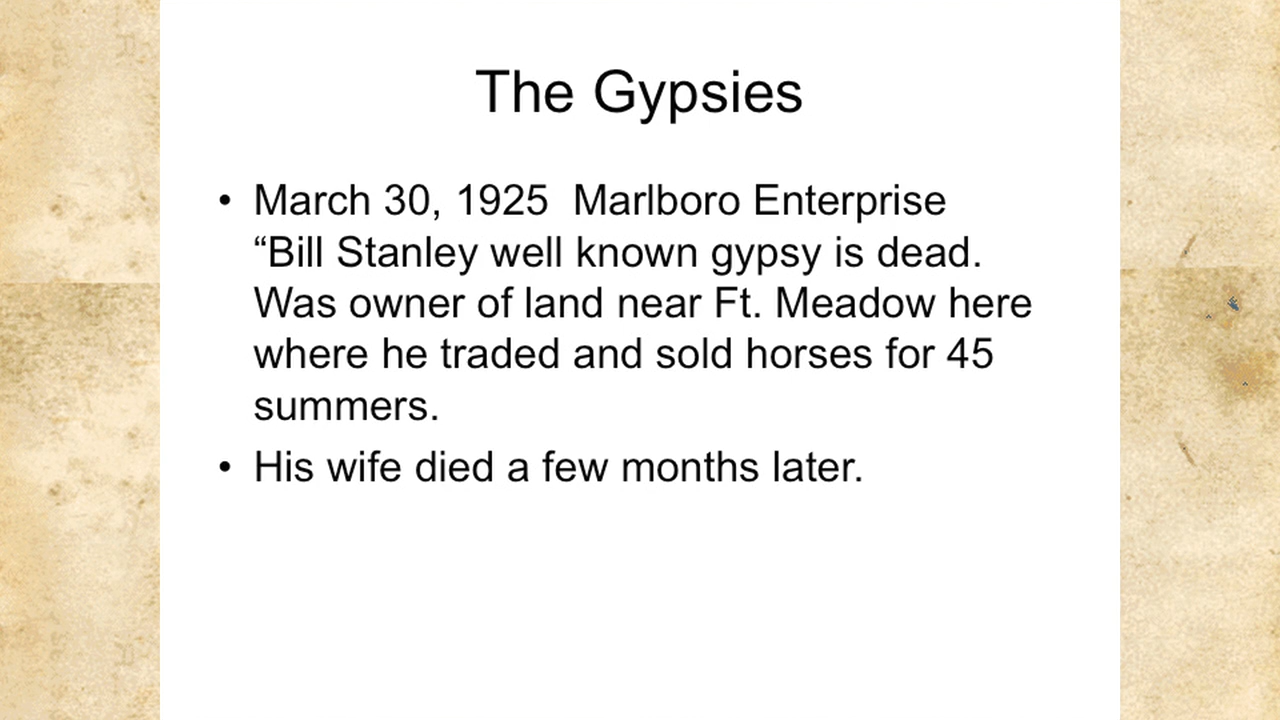 The Gypsies
• March 30, 1925  Marlboro Enterprise
“Bill Stanley well known gypsy is dead.
Was owner of land near Ft. Meadow here
where he traded and sold horses for 45
summers.
• His wife died a few months later.